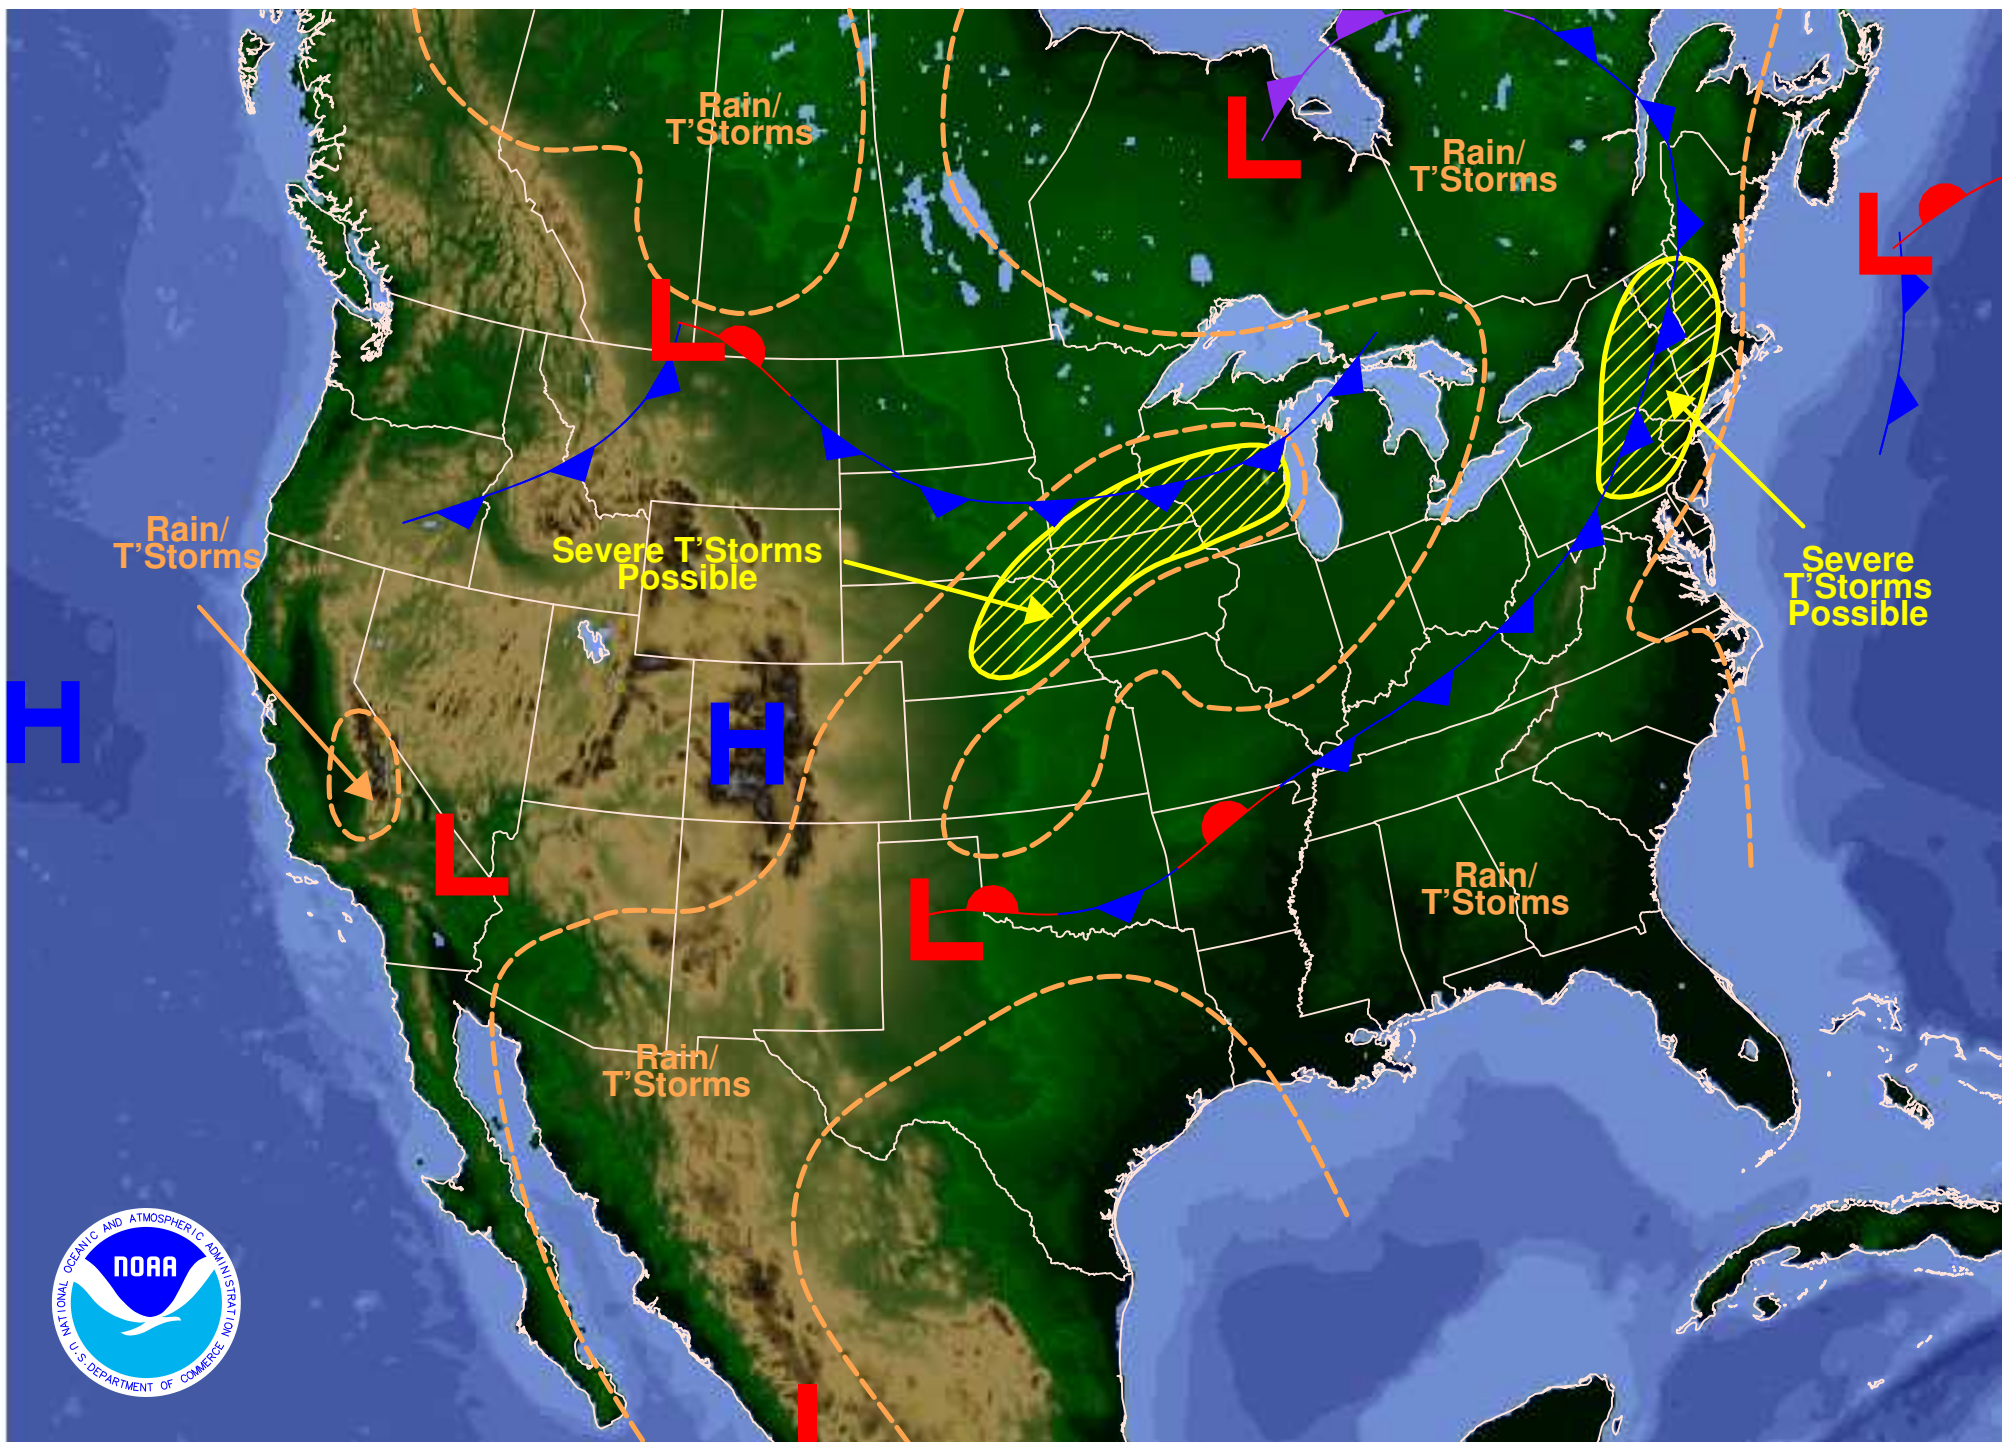 Rain/
T'Storms
Rain/
T'Storms
L
L
L
Rain/
T'Storms
Severe T'Storms
Possible
Severe
T'Storms
Possible
H
H
L
L
Rain/
T'Storms
Rain/
T'Storms
L
NATIONAL OCEANIC AND ATMOSPHERIC ADMINISTRATION
NOAA
U.S. DEPARTMENT OF COMMERCE